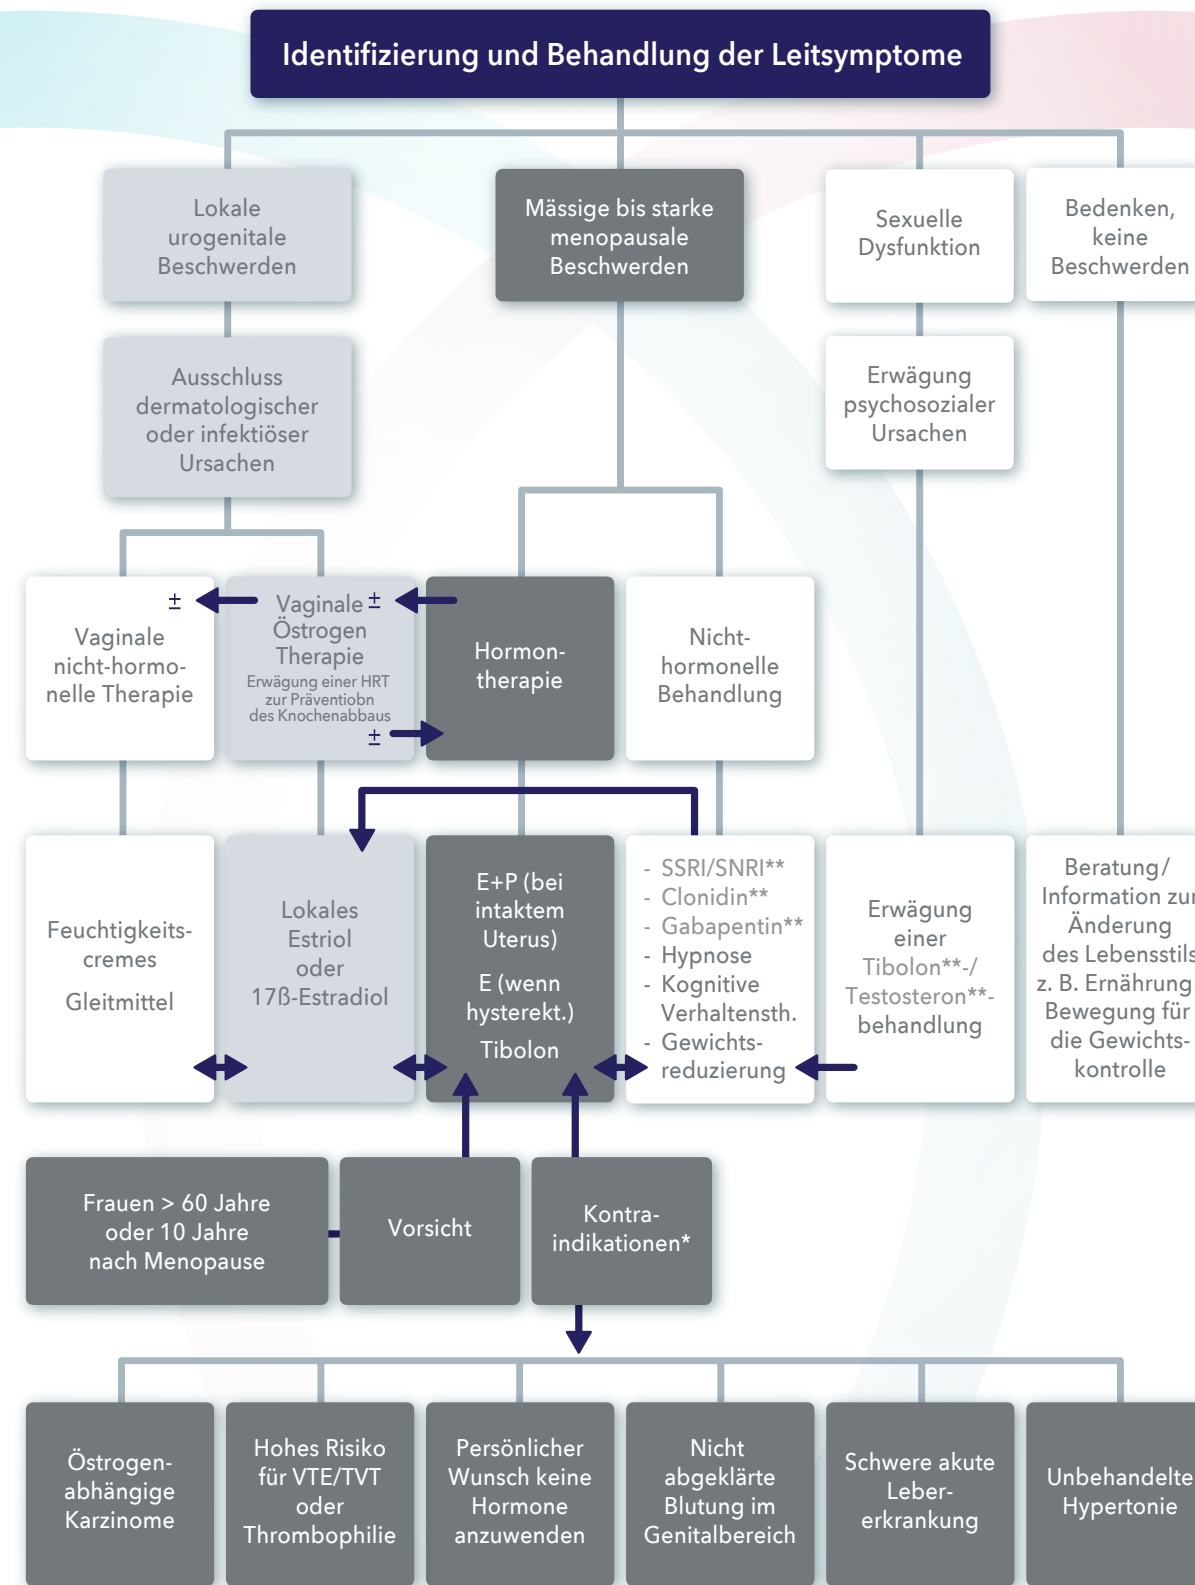 Identifizierung und Behandlung der Leitsymptome
Lokale
urogenitale
Beschwerden
Mässige bis starke
menopausale
Beschwerden
Sexuelle
Dysfunktion
Bedenken,
keine
Beschwerden
Ausschluss
dermatologischer
oder infektiöser
Ursachen
Erwägung
psychosozialer
Ursachen
±
Vaginale
nicht-hormo-
nelle Therapie
Vaginale ±
Östrogen
Therapie
Erwägung einer HRT
zur Präventiobn
des Knochenabbaus
±
Hormon-
therapie
Nicht-
hormonelle
Behandlung
Feuchtigkeits-
cremes
Gleitmittel
Lokales
Estriol
oder
17ß-Estradiol
E+P (bei
intaktem
Uterus)
E (wenn
hysterekt.)
Tibolon
- SSRI/SNRI**
- Clonidin**
- Gabapentin**
- Hypnose
- Kognitive
Verhaltensth.
- Gewichts-
reduzierung
Erwägung
einer
Tibolon**-/
Testosteron**-
behandlung
Beratung/
Information zur
Änderung
des Lebensstils
z. B. Ernährung
Bewegung für
die Gewichts-
kontrolle
Frauen > 60 Jahre
oder 10 Jahre
nach Menopause
Vorsicht
Kontra-
indikationen*
Östrogen-
abhängige
Karzinome
Hohes Risiko
für VTE/TVT
oder
Thrombophilie
Persönlicher
Wunsch keine
Hormone
anzuwenden
Nicht
abgeklärte
Blutung im
Genitalbereich
Schwere akute
Leber-
erkrankung
Unbehandelte
Hypertonie